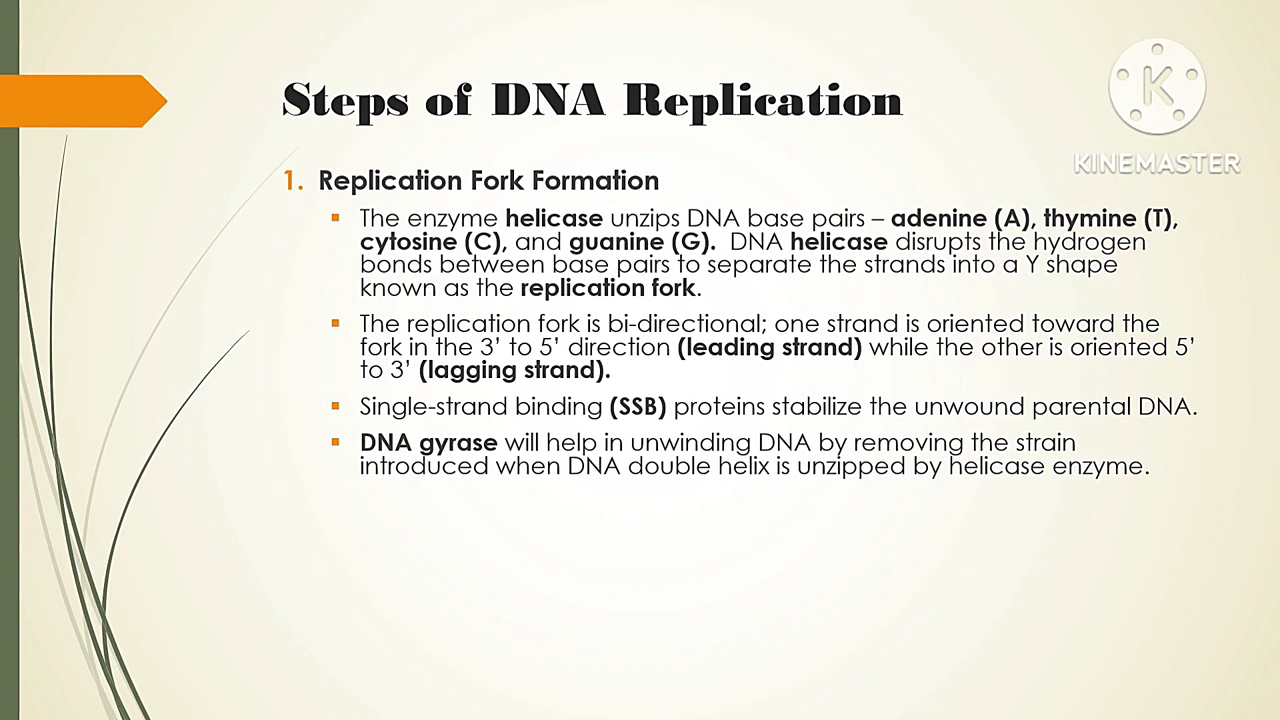 Steps of DNA Replication
K
KINEMASTER
1. Replication Fork Formation
▪ The enzyme helicase unzips DNA base pairs – adenine (A), thymine (T),
cytosine (C), and guanine (G).  DNA helicase disrupts the hydrogen
bonds between base pairs to separate the strands into a Y shape
known as the replication fork.
▪ The replication fork is bi-directional; one strand is oriented toward the
fork in the 3’ to 5’ direction (leading strand) while the other is oriented 5’
to 3’ (lagging strand).
▪ Single-strand binding (SSB) proteins stabilize the unwound parental DNA.
▪ DNA gyrase will help in unwinding DNA by removing the strain
introduced when DNA double helix is unzipped by helicase enzyme.